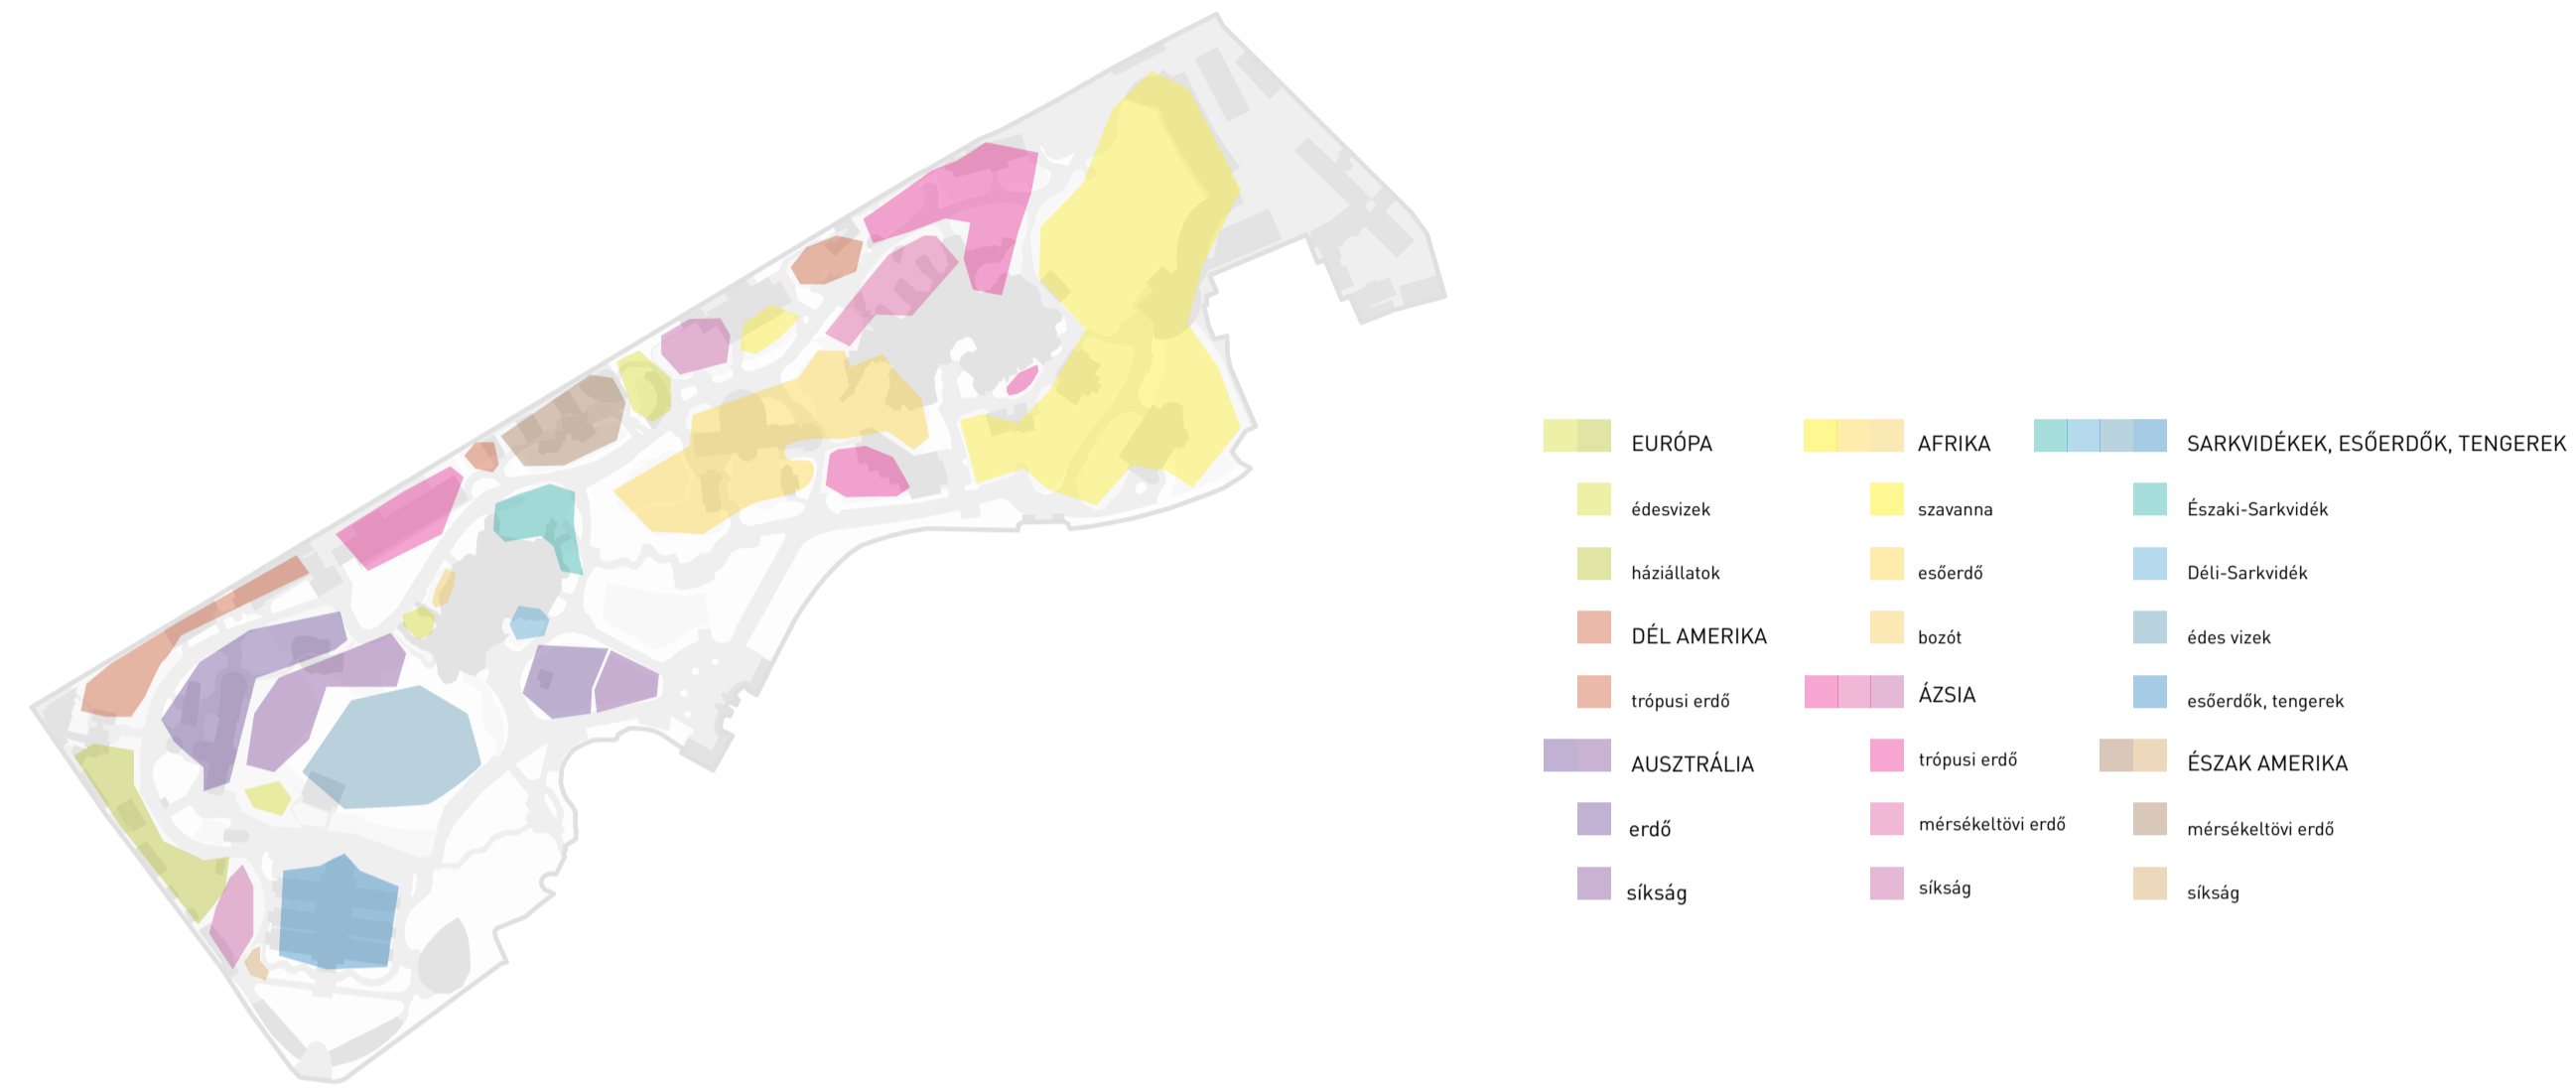 EURÓPA
édesvizek
háziállatok
DÉL AMERIKA
trópusi erdő
AUSZTRÁLIA
erdő
síkság
AFRIKA
szavanna
esőerdő
bozót
ÁZSIA
trópusi erdő
mérsékeltövi erdő
síkság
SARKVIDÉKEK, ESŐERDŐK, TENGEREK
Északi-Sarkvidék
Déli-Sarkvidék
édes vizek
esőerdők, tengerek
ÉSZAK AMERIKA
mérsékeltövi erdő
síkság